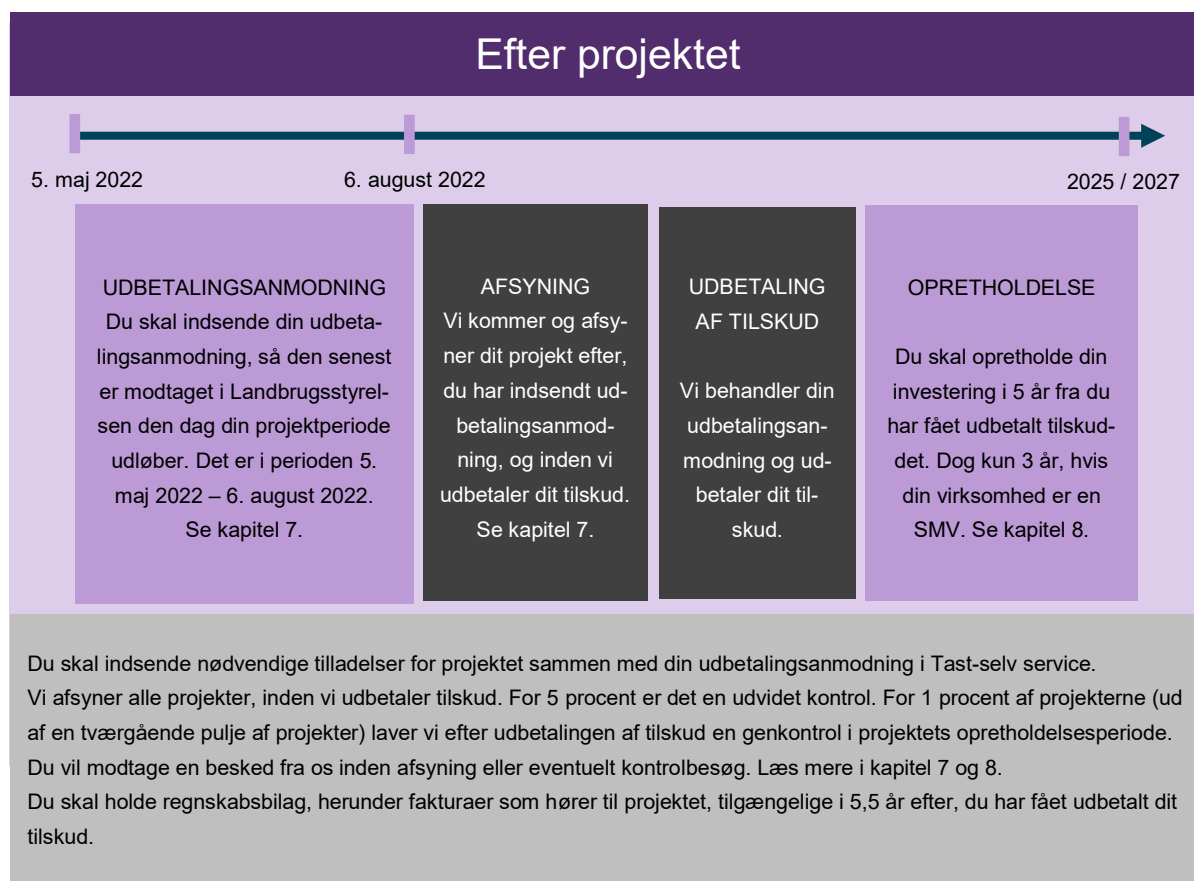 Efter projektet
5. maj 2022
6. august 2022
2025 / 2027
UDBETALINGSANMODNING
Du skal indsende din udbeta-
lingsanmodning, så den senest
er modtaget i Landbrugsstyrel-
sen den dag din projektperiode
udløber. Det er i perioden 5.
maj 2022 – 6. august 2022.
Se kapitel 7.
AFSYNING
Vi kommer og afsy-
ner dit projekt efter,
du har indsendt ud-
betalingsanmod-
ning, og inden vi
udbetaler dit tilskud.
Se kapitel 7.
UDBETALING
AF TILSKUD
Vi behandler din
udbetalingsan-
modning og ud-
betaler dit til-
skud.
OPRETHOLDELSE
Du skal opretholde din
investering i 5 år fra du
har fået udbetalt tilskud-
det. Dog kun 3 år, hvis
din virksomhed er en
SMV. Se kapitel 8.
Du skal indsende nødvendige tilladelser for projektet sammen med din udbetalingsanmodning i Tast-selv service.
Vi afsyner alle projekter, inden vi udbetaler tilskud. For 5 procent er det en udvidet kontrol. For 1 procent af projekterne (ud
af en tværgående pulje af projekter) laver vi efter udbetalingen af tilskud en genkontrol i projektets opretholdelsesperiode.
Du vil modtage en besked fra os inden afsyning eller eventuelt kontrolbesøg. Læs mere i kapitel 7 og 8.
Du skal holde regnskabsbilag, herunder fakturaer som hører til projektet, tilgængelige i 5,5 år efter, du har fået udbetalt dit
tilskud.